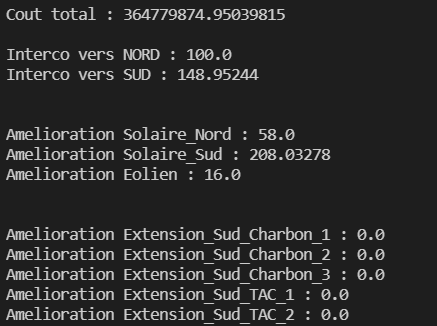 Cout total : 364779874.95039815
Interco vers NORD : 100.0
Interco vers SUD : 148.95244
Amelioration Solaire_Nord : 58.0
Amelioration Solaire_Sud : 208.03278
Amelioration Eolien : 16.0
Amelioration Extension_Sud_Charbon_1 : 0.0
Amelioration Extension_Sud_Charbon_2 : 0.0
Amelioration Extension_Sud_Charbon_3 : 0.0
Amelioration Extension_Sud_TAC_1 : 0.0
Amelioration Extension_Sud_TAC_2 : 0.0